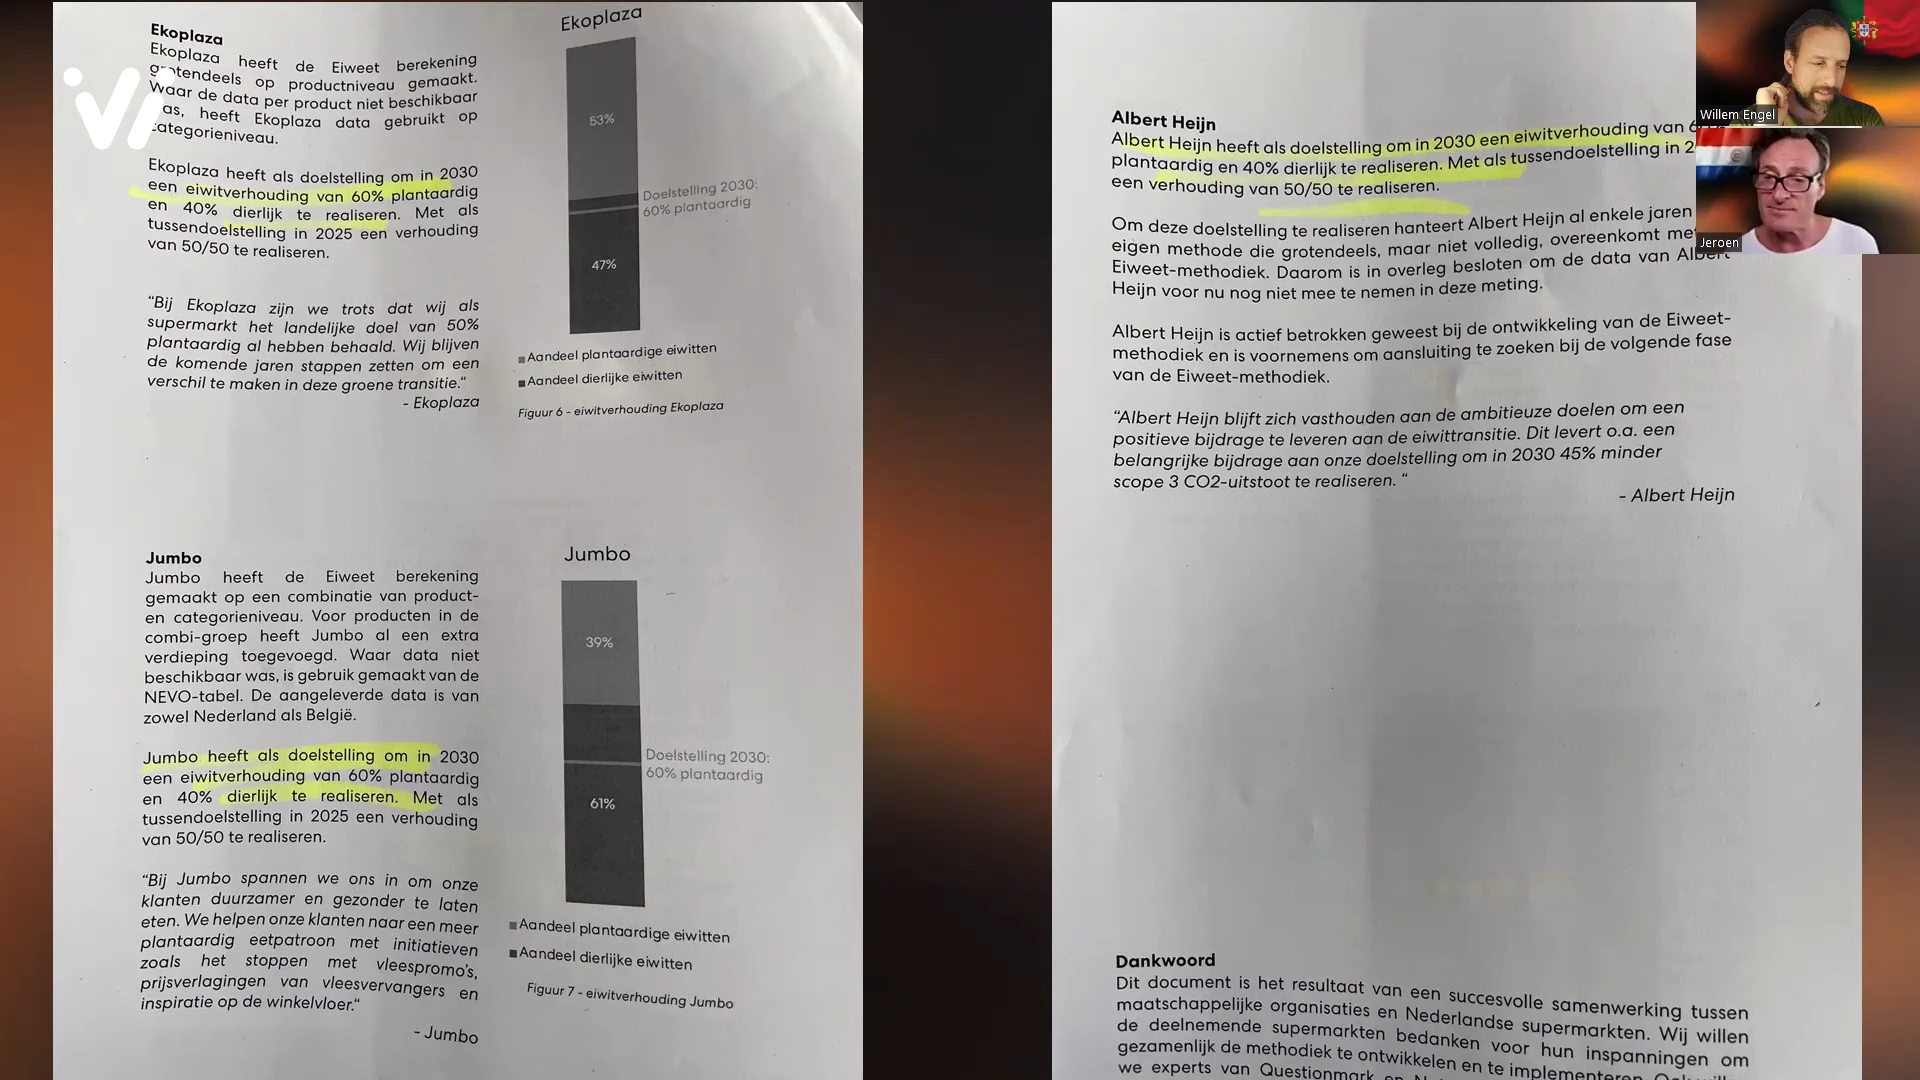 Ekoplaza
Ekoplaza heeft de Eiweet berekening
grotendeels op productniveau gemaakt.
Waar de data per product niet beschikbaar
was, heeft Ekoplaza data gebruikt op
categorieniveau.
Ekoplaza heeft als doelstelling om in 2030
een eiwitverhouding van 60% plantaardig
en 40% dierlijk te realiseren. Met als
tussendoelstelling in 2025 een verhouding
van 50/50 te realiseren.
“Bij Ekoplaza zijn we trots dat wij als
supermarkt het landelijke doel van 50%
plantaardig al hebben behaald. Wij blijven
de komende jaren stappen zetten om een
verschil te maken in deze groene transitie.“
- Ekoplaza
Ekoplaza
53%
Doelstelling 2030:
60% plantaardig
47%
Aandeel plantaardige eiwitten
Aandeel dierlijke eiwitten
Figuur 6 - eiwitverhouding Ekoplaza
Jumbo
Jumbo heeft de Eiweet berekening
gemaakt op een combinatie van product-
en categorieniveau. Voor producten in de
combi-groep heeft Jumbo al een extra
verdieping toegevoegd. Waar data niet
beschikbaar was, is gebruik gemaakt van de
NEVO-tabel. De aangeleverde data is van
zowel Nederland als België.
Jumbo heeft als doelstelling om in 2030
een eiwitverhouding van 60% plantaardig
en 40% dierlijk te realiseren. Met als
tussendoelstelling in 2025 een verhouding
van 50/50 te realiseren.
“Bij Jumbo spannen we ons in om onze
klanten duurzamer en gezonder te laten
eten. We helpen onze klanten naar een meer
plantaardig eetpatroon met initiatieven
zoals het stoppen met vleespromo’s,
prijsverlagingen van vleesvervangers en
inspiratie op de winkelvloer.“
- Jumbo
Jumbo
39%
Doelstelling 2030:
60% plantaardig
61%
Aandeel plantaardige eiwitten
Aandeel dierlijke eiwitten
Figuur 7 - eiwitverhouding Jumbo
Albert Heijn
Albert Heijn heeft als doelstelling om in 2030 een eiwitverhouding van
plantaardig en 40% dierlijk te realiseren. Met als tussendoelstelling in
een verhouding van 50/50 te realiseren.
Om deze doelstelling te realiseren hanteert Albert Heijn al enkele jaren
eigen methode die grotendeels, maar niet volledig, overeenkomt met
Eiweet-methodiek. Daarom is in overleg besloten om de data van Albert
Heijn voor nu nog niet mee te nemen in deze meting.
Albert Heijn is actief betrokken geweest bij de ontwikkeling van de Eiweet-
methodiek en is voornemens om aansluiting te zoeken bij de volgende fase
van de Eiweet-methodiek.
“Albert Heijn blijft zich vasthouden aan de ambitieuze doelen om een
positieve bijdrage te leveren aan de eiwittransitie. Dit levert o.a. een
belangrijke bijdrage aan onze doelstelling om in 2030 45% minder
scope 3 CO2-uitstoot te realiseren. “
- Albert Heijn
Dankwoord
Dit document is het resultaat van een succesvolle samenwerking tussen
maatschappelijke organisaties en Nederlandse supermarkten. Wij willen
de deelnemende supermarkten bedanken voor hun inspanningen om
gezamenlijk de methodiek te ontwikkelen en te implementeren.
we experts van Questionmark en
Willem Engel
Jeroen